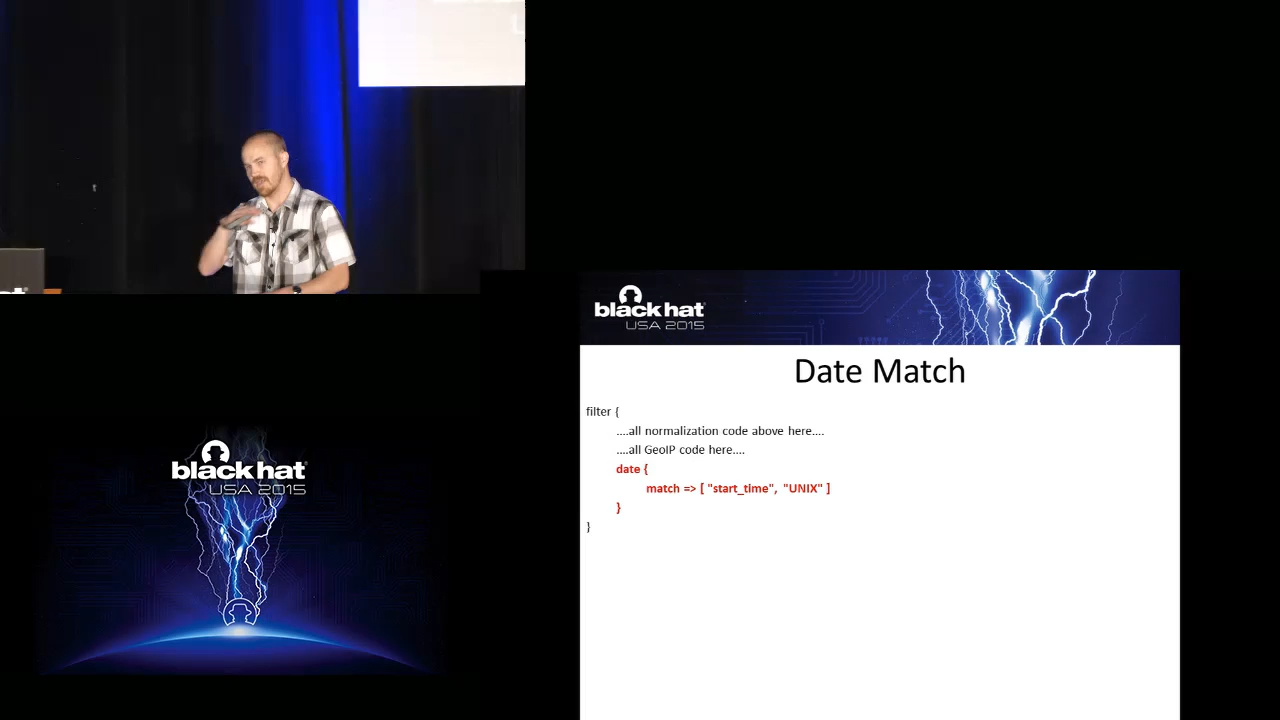 black hat
USA 2015
Date Match
filter {
....all normalization code above here....
....all GeoIP code here....
date {
match => [ "start_time", "UNIX" ]
}
}
black hat
USA 2015